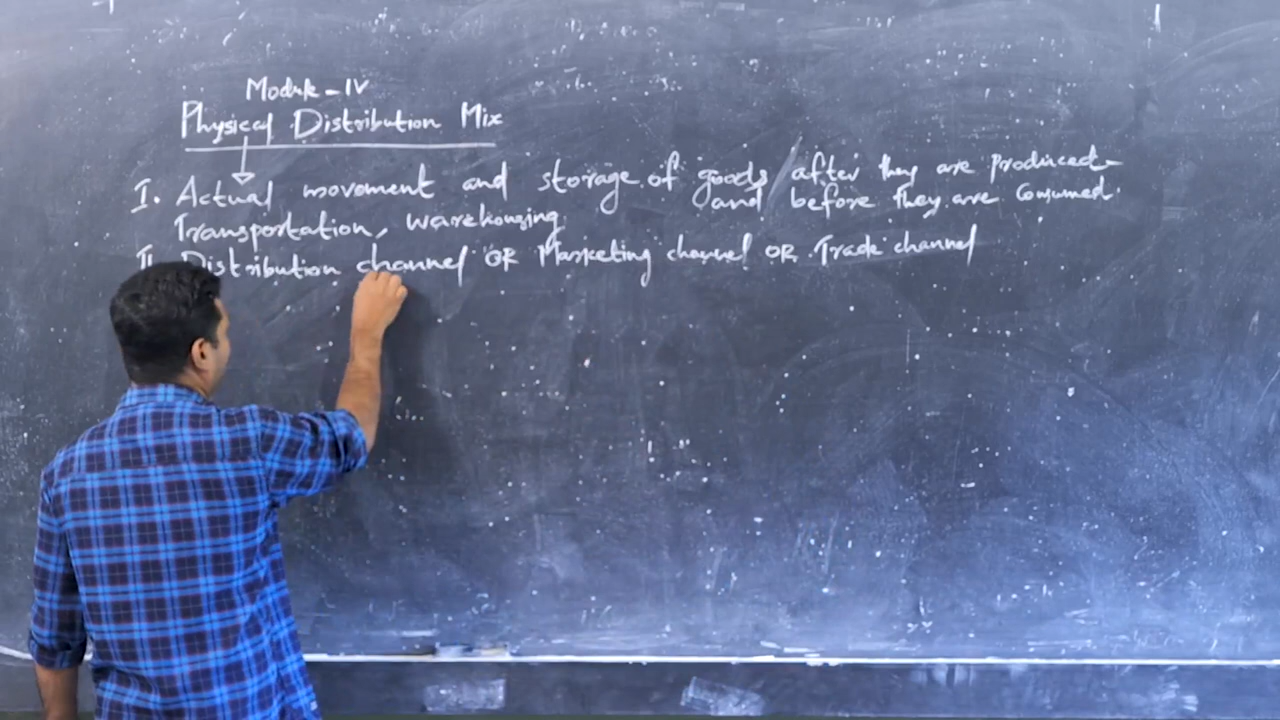 Module - IV
Physical Distribution Mix
I. Actual movement and storage of goods after they are produced
and before they are consumed.
Transportation, warehousing
II. Distribution channel OR Marketing channel OR Trade channel